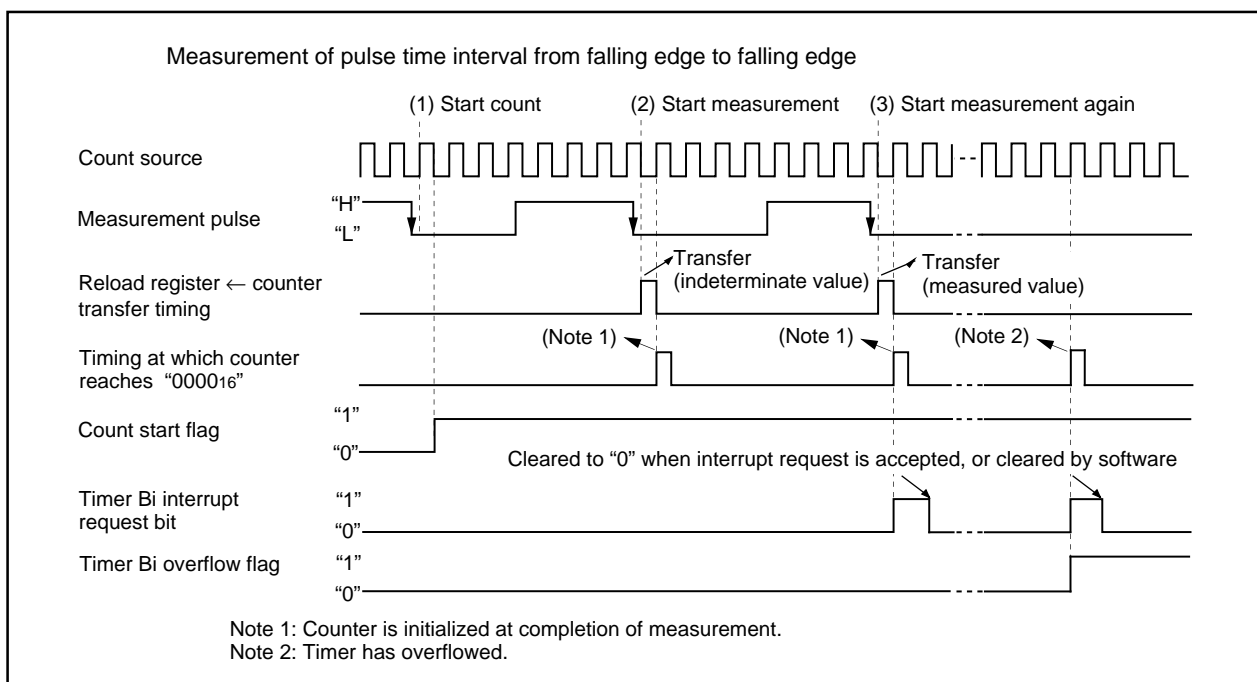 Measurement of pulse time interval from falling edge to falling edge
(1) Start count
(2) Start measurement
(3) Start measurement again
Count source
Measurement pulse
“H”
“L”
Reload register ← counter
transfer timing
Transfer
(indeterminate value)
Transfer
(measured value)
Timing at which counter
reaches “000016”
(Note 1)
(Note 1)
(Note 2)
Count start flag
“1”
“0”
Cleared to “0” when interrupt request is accepted, or cleared by software
Timer Bi interrupt
request bit
“1”
“0”
Timer Bi overflow flag
“1”
“0”
Note 1: Counter is initialized at completion of measurement.
Note 2: Timer has overflowed.